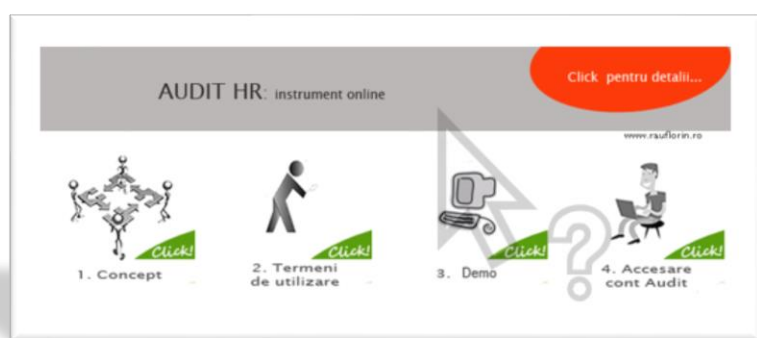 AUDIT HR: instrument online
Click pentru detalii...
www.rauflorin.ro
Click!
1. Concept
Click!
2. Termeni
de utilizare
Click!
3. Demo
Click!
4. Accesare
cont Audit